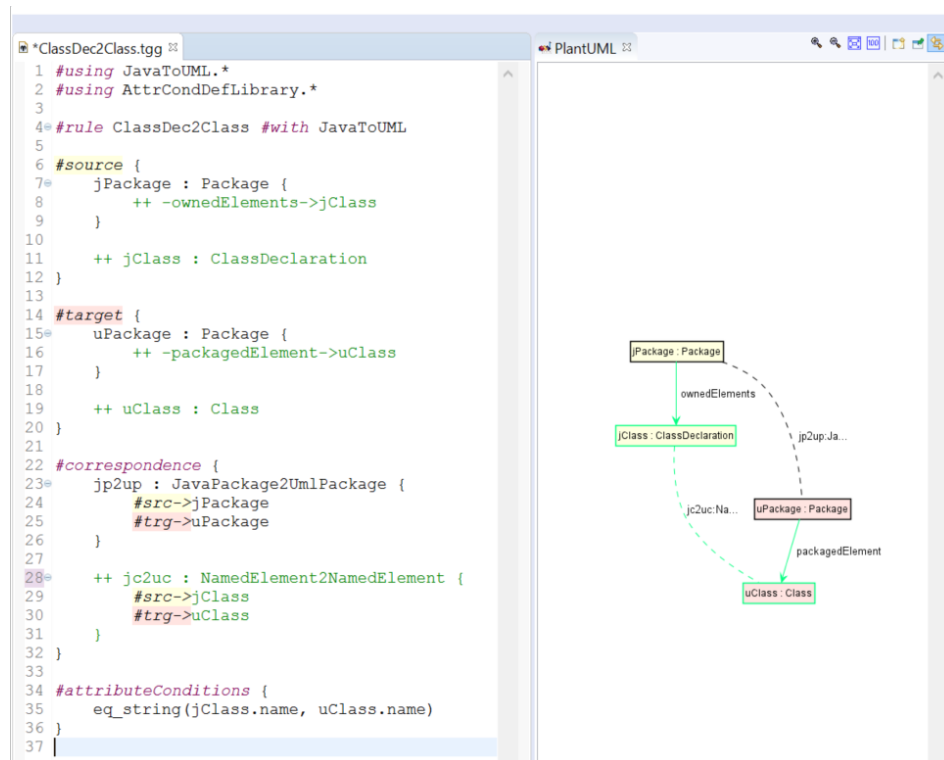 *ClassDec2Class.tgg
1 #using JavaToUML.*
2 #using AttrCondDefLibrary.*
3
4 #rule ClassDec2Class #with JavaToUML
5
6 #source {
7 jPackage : Package {
8 ++ -ownedElements->jClass
9 }
10
11 ++ jClass : ClassDeclaration
12 }
13
14 #target {
15 uPackage : Package {
16 ++ -packagedElement->uClass
17 }
18
19 ++ uClass : Class
20 }
21
22 #correspondence {
23 jp2up : JavaPackage2UmlPackage {
24 #src->jPackage
25 #trg->uPackage
26 }
27
28 ++ jc2uc : NamedElement2NamedElement {
29 #src->jClass
30 #trg->uClass
31 }
32 }
33
34 #attributeConditions {
35 eq_string(jClass.name, uClass.name)
36 }
37
PlantUML
100
jPackage : Package
ownedElements
jClass : ClassDeclaration
jp2up:Ja...
jc2uc:Na...
uPackage : Package
packagedElement
uClass : Class